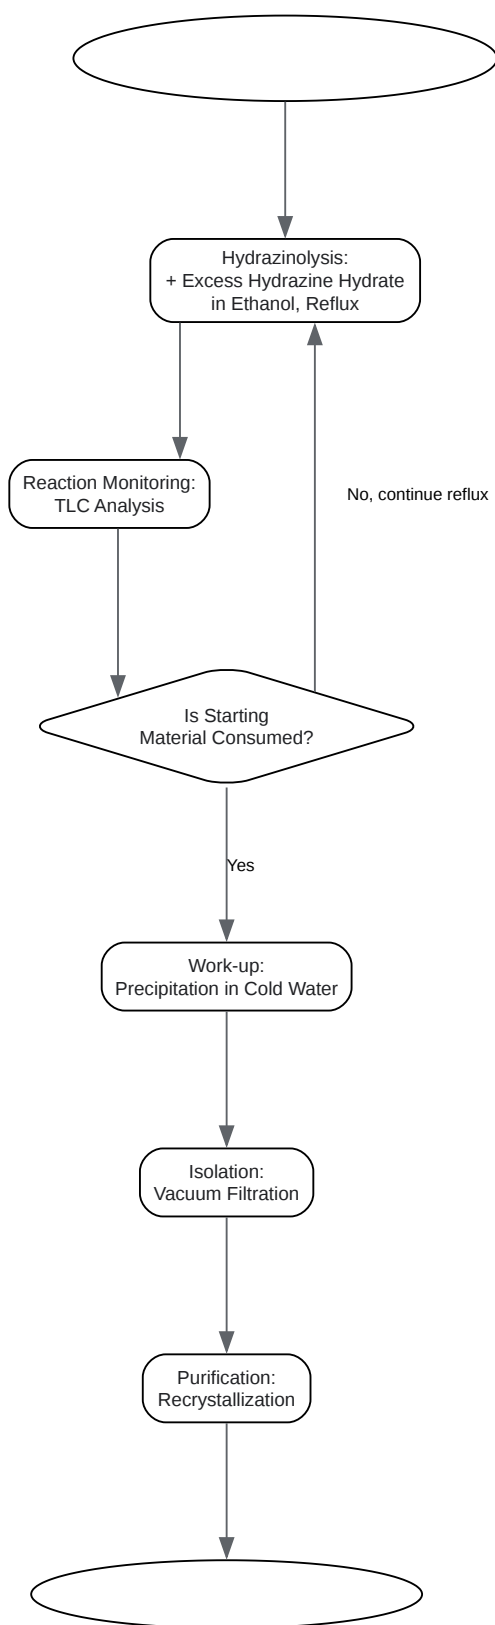 Hydrazinolysis:
+ Excess Hydrazine Hydrate
in Ethanol, Reflux
Reaction Monitoring:
TLC Analysis
No, continue reflux
Is Starting
Material Consumed?
Yes
Work-up:
Precipitation in Cold Water
Isolation:
Vacuum Filtration
Purification:
Recrystallization